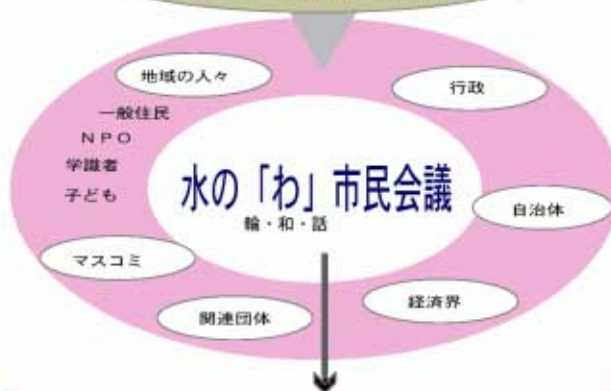 地域の人々
行政
一般住民
NPO
学識者
子ども
水の「わ」市民会議
輪・和・話
自治体
マスコミ
経済界
関連団体